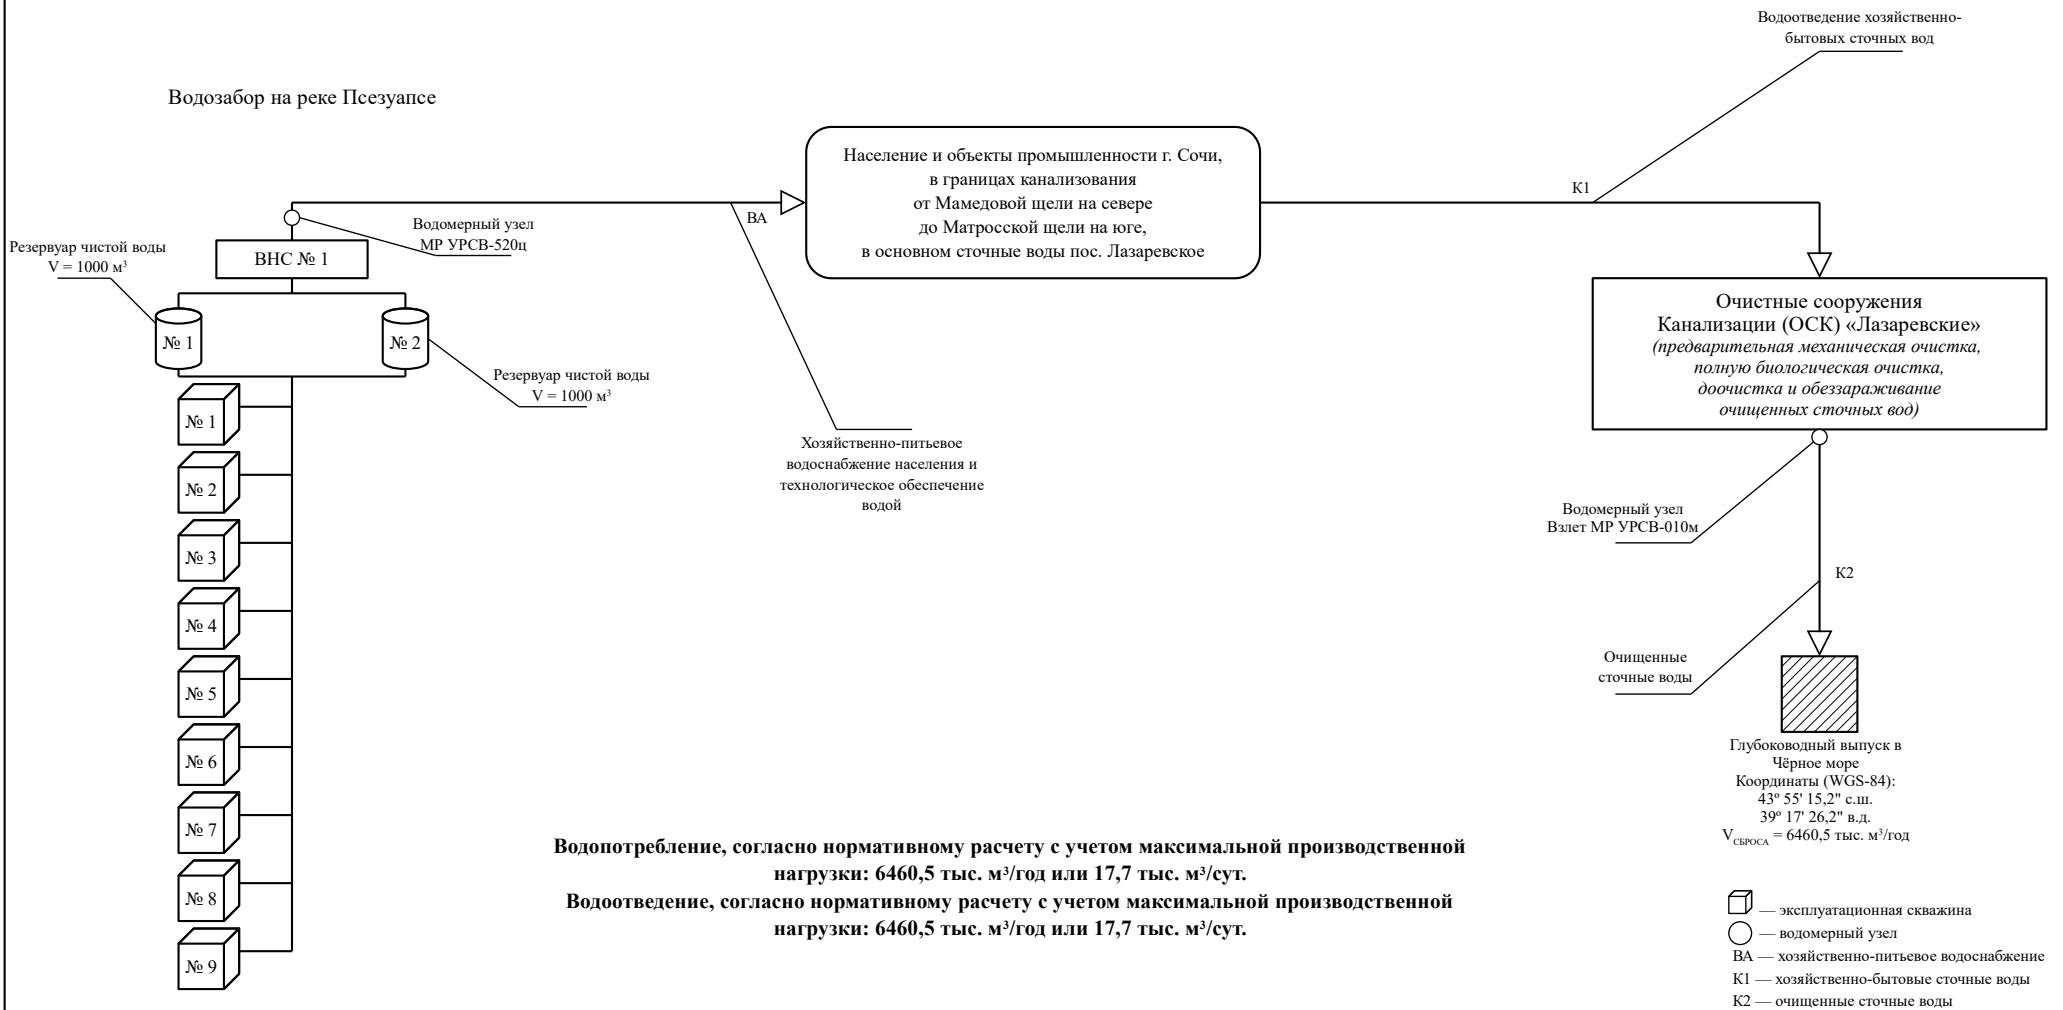 Водоотведение хозяйственно-
бытовых сточных вод
Водозабор на реке Псезуапсе
Население и объекты промышленности г. Сочи,
в границах канализования
от Мамедовой щели на севере
до Матросской щели на юге,
в основном сточные воды пос. Лазаревское
К1
ВА
Водомерный узел
МР УРСВ-520ц
Резервуар чистой воды
V = 1000 м³
ВНС № 1
№ 1
№ 2
Резервуар чистой воды
V = 1000 м³
Очистные сооружения
Канализации (ОСК) «Лазаревские»
(предварительная механическая очистка,
полную биологическая очистка,
доочистка и обеззараживание
очищенных сточных вод)
№ 1
№ 2
№ 3
№ 4
№ 5
№ 6
№ 7
№ 8
№ 9
Хозяйственно-питьевое
водоснабжение населения и
технологическое обеспечение
водой
Водомерный узел
Взлет МР УРСВ-010м
К2
Очищенные
сточные воды
Глубоководный выпуск в
Чёрное море
Координаты (WGS-84):
43º 55' 15,2" с.ш.
39º 17' 26,2" в.д.
VСБРОСА = 6460,5 тыс. м³/год
Водопотребление, согласно нормативному расчету с учетом максимальной производственной
нагрузки: 6460,5 тыс. м³/год или 17,7 тыс. м³/сут.
Водоотведение, согласно нормативному расчету с учетом максимальной производственной
нагрузки: 6460,5 тыс. м³/год или 17,7 тыс. м³/сут.
— эксплуатационная скважина
— водомерный узел
ВА — хозяйственно-питьевое водоснабжение
К1 — хозяйственно-бытовые сточные воды
К2 — очищенные сточные воды